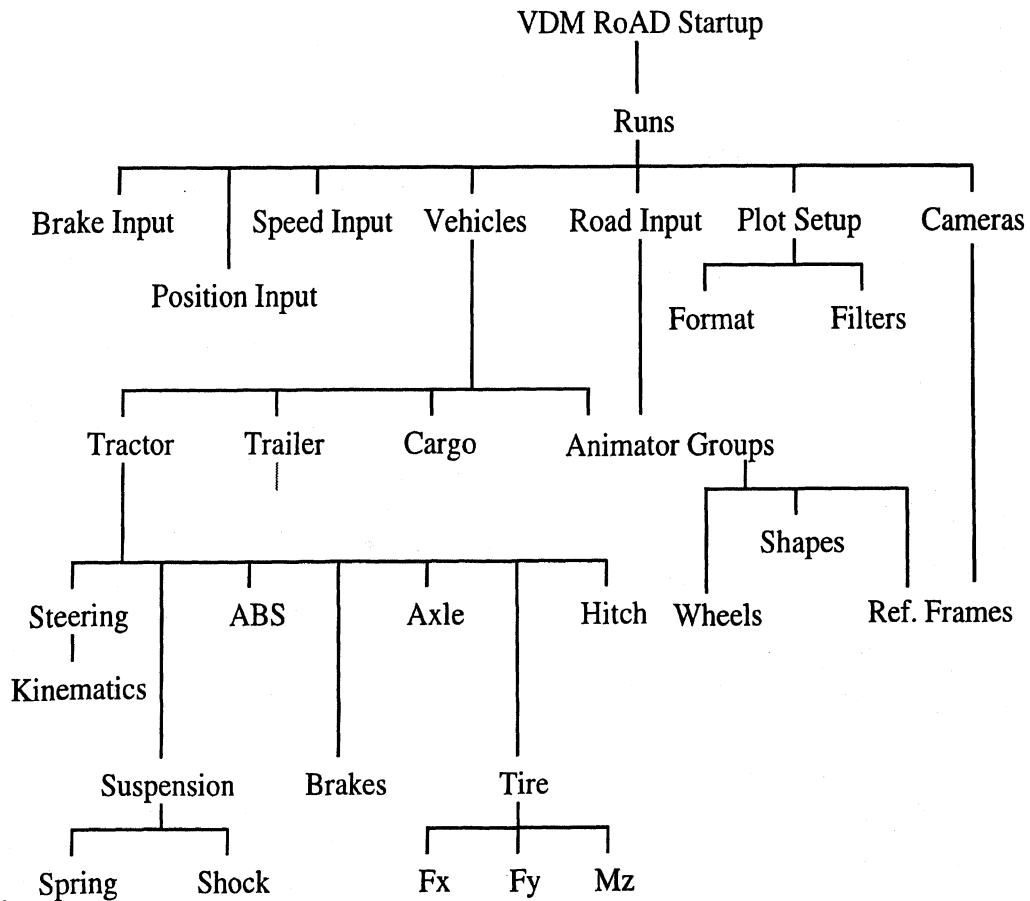 VDM RoAD Startup
Runs
Brake Input
Speed Input
Vehicles
Road Input
Plot Setup
Cameras
Position Input
Format
Filters
Tractor
Trailer
Cargo
Animator Groups
Shapes
Steering
ABS
Axle
Hitch
Wheels
Ref. Frames
Kinematics
Suspension
Brakes
Tire
Spring
Shock
Fx
Fy
Mz